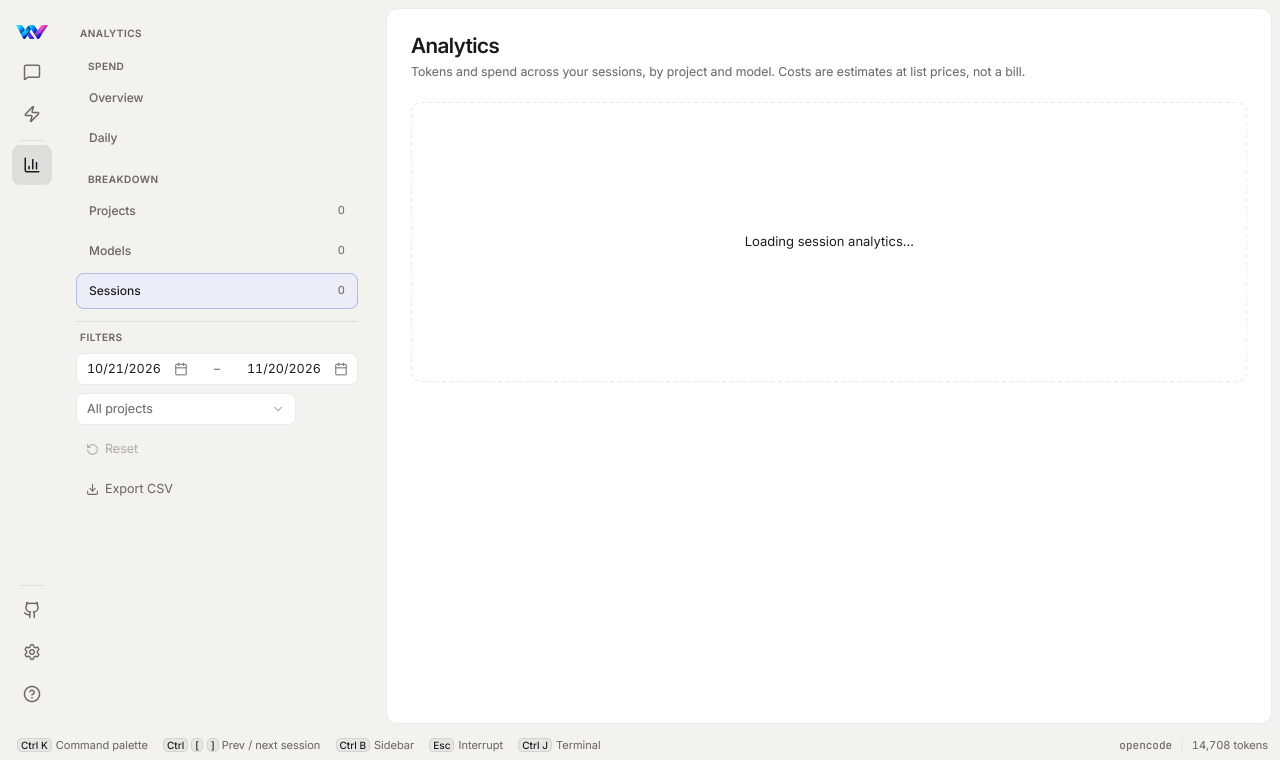 ANALYTICS
SPEND
Overview
Daily
BREAKDOWN
Projects 0
Models 0
Sessions 0
FILTERS
10/21/2026 – 11/20/2026
All projects
Reset
Export CSV
Analytics
Tokens and spend across your sessions, by project and model. Costs are estimates at list prices, not a bill.
Loading session analytics...
Ctrl K Command palette Ctrl [ ] Prev / next session Ctrl B Sidebar Esc Interrupt Ctrl J Terminal
opencode 14,708 tokens